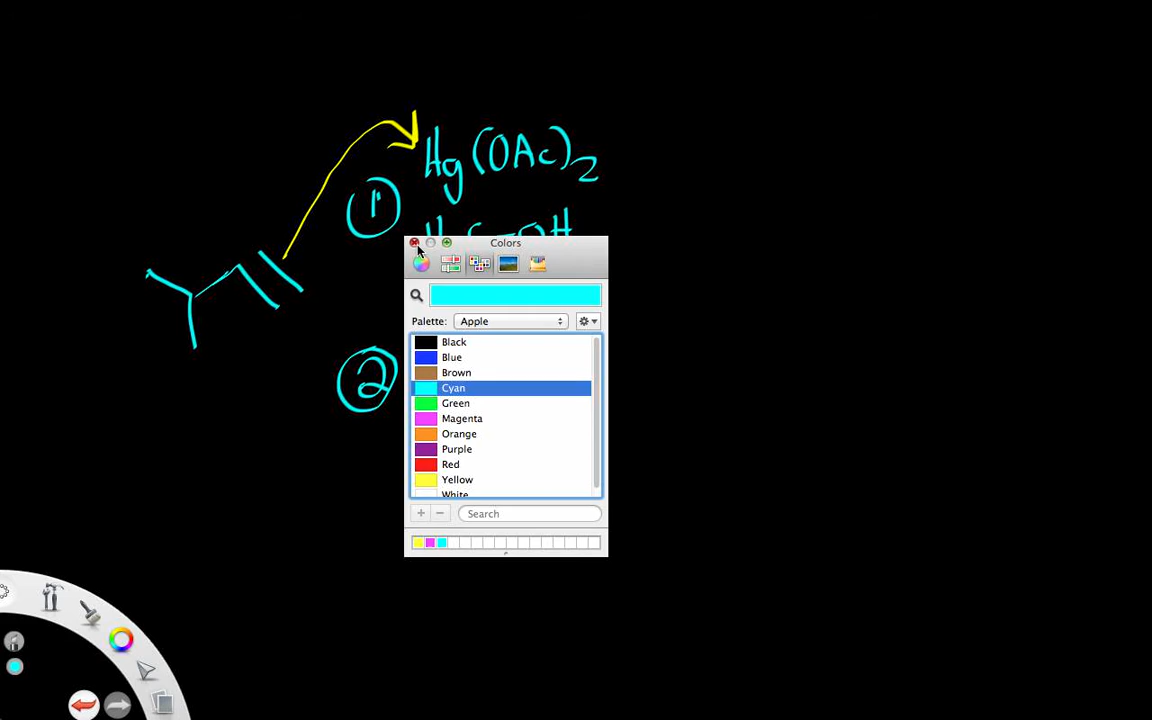 Hg(OAc)2
1
Colors
Palette: Apple
Black
Blue
Brown
Cyan
Green
Magenta
Orange
Purple
Red
Yellow
White
Search
2